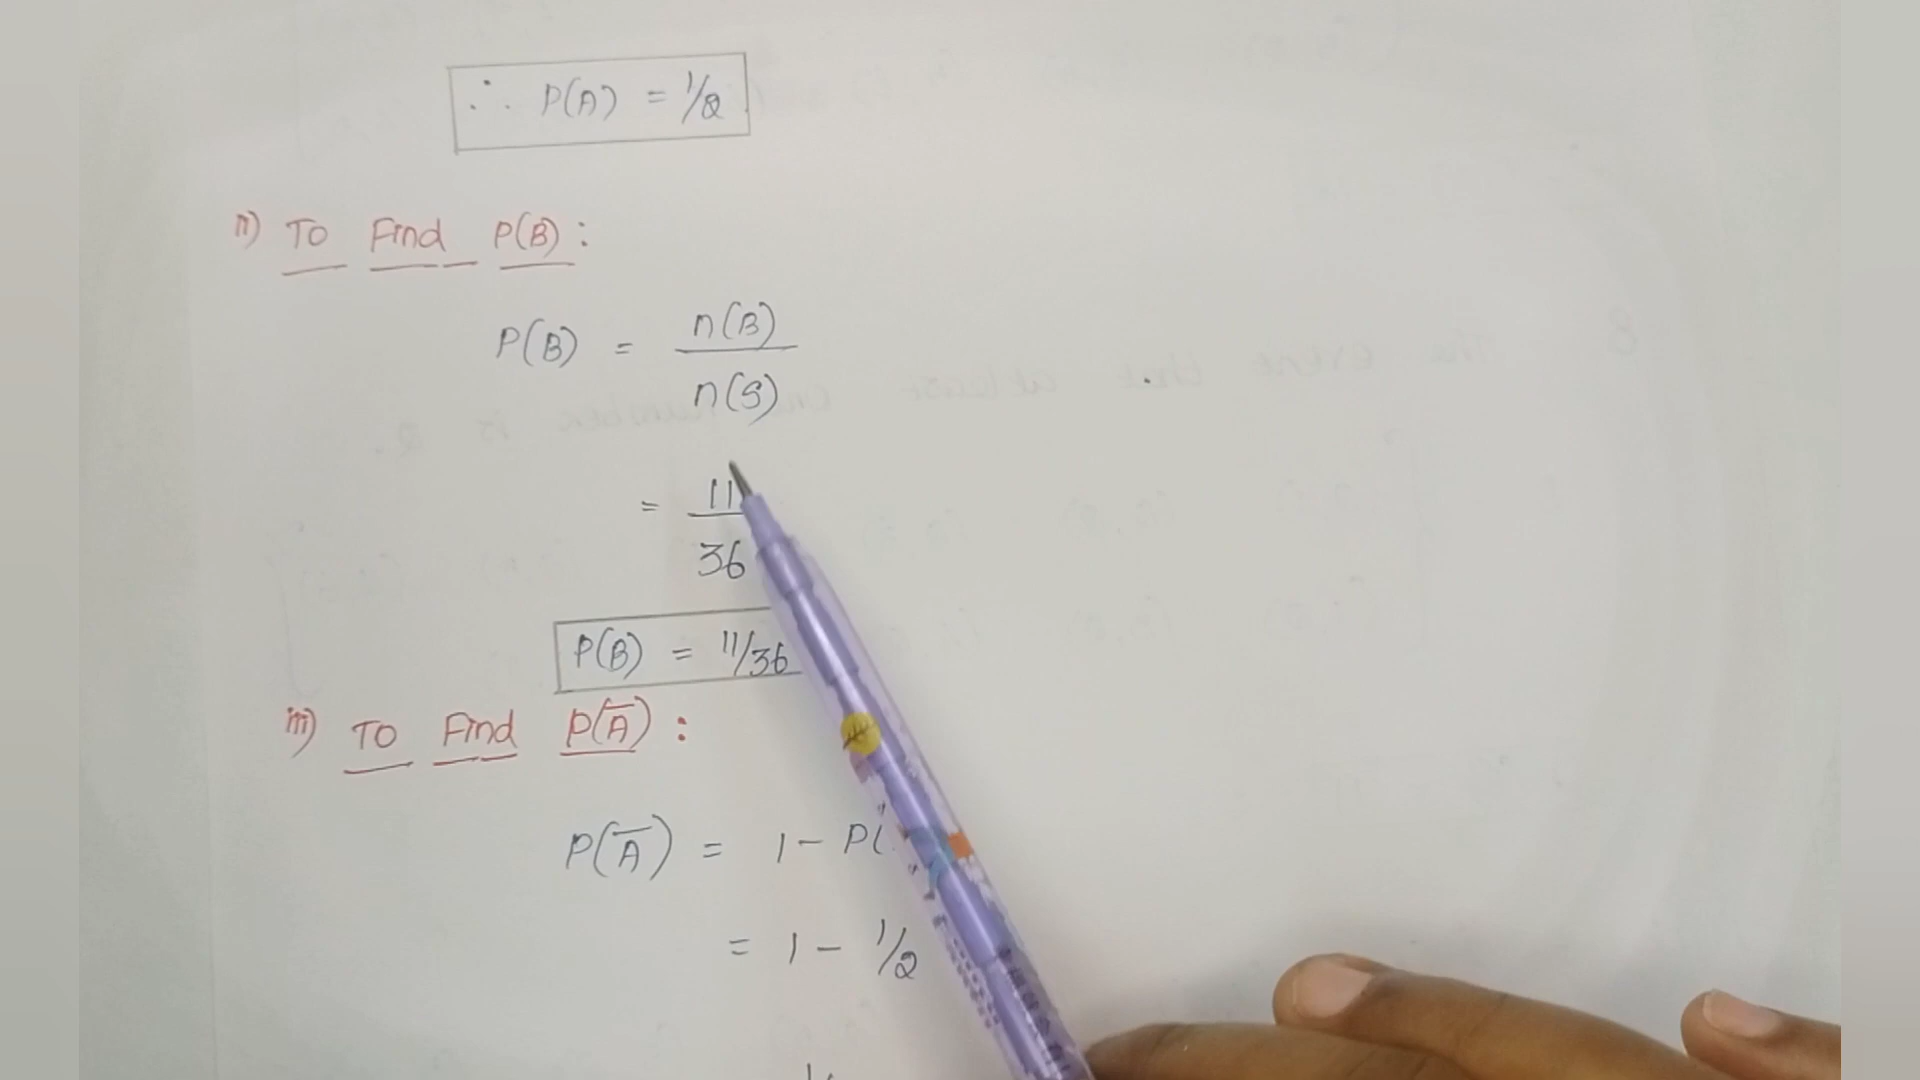 ∴ P(A) = 1/2
ii) To Find P(B) :
P(B) = n(B)
n(S)
= 11
36
P(B) = 11/36
iii) To Find P(A̅) :
P(A̅) = 1 - P(
= 1 - 1/2